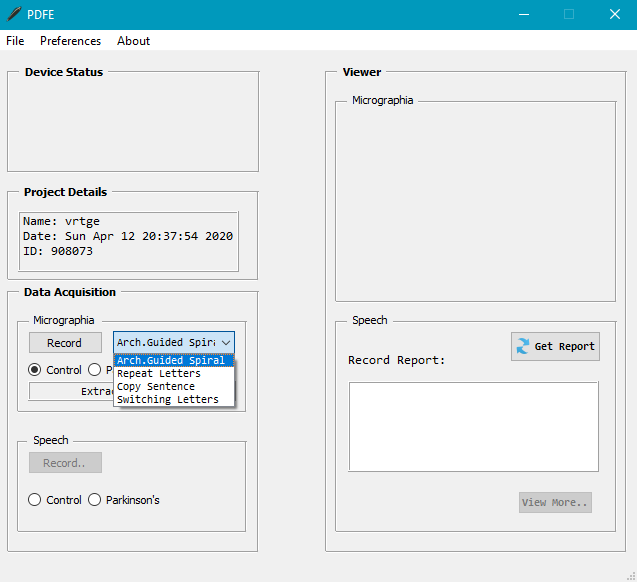 PDFE
File Preferences About
Device Status
Project Details
Name: vrtge
Date: Sun Apr 12 20:37:54 2020
ID: 908073
Data Acquisition
Micrographia
Record
Arch.Guided Spira
Arch.Guided Spiral
Repeat Letters
Copy Sentence
Switching Letters
Control P
Extrac
Speech
Record..
Control Parkinson's
Viewer
Micrographia
Speech
Get Report
Record Report:
View More..